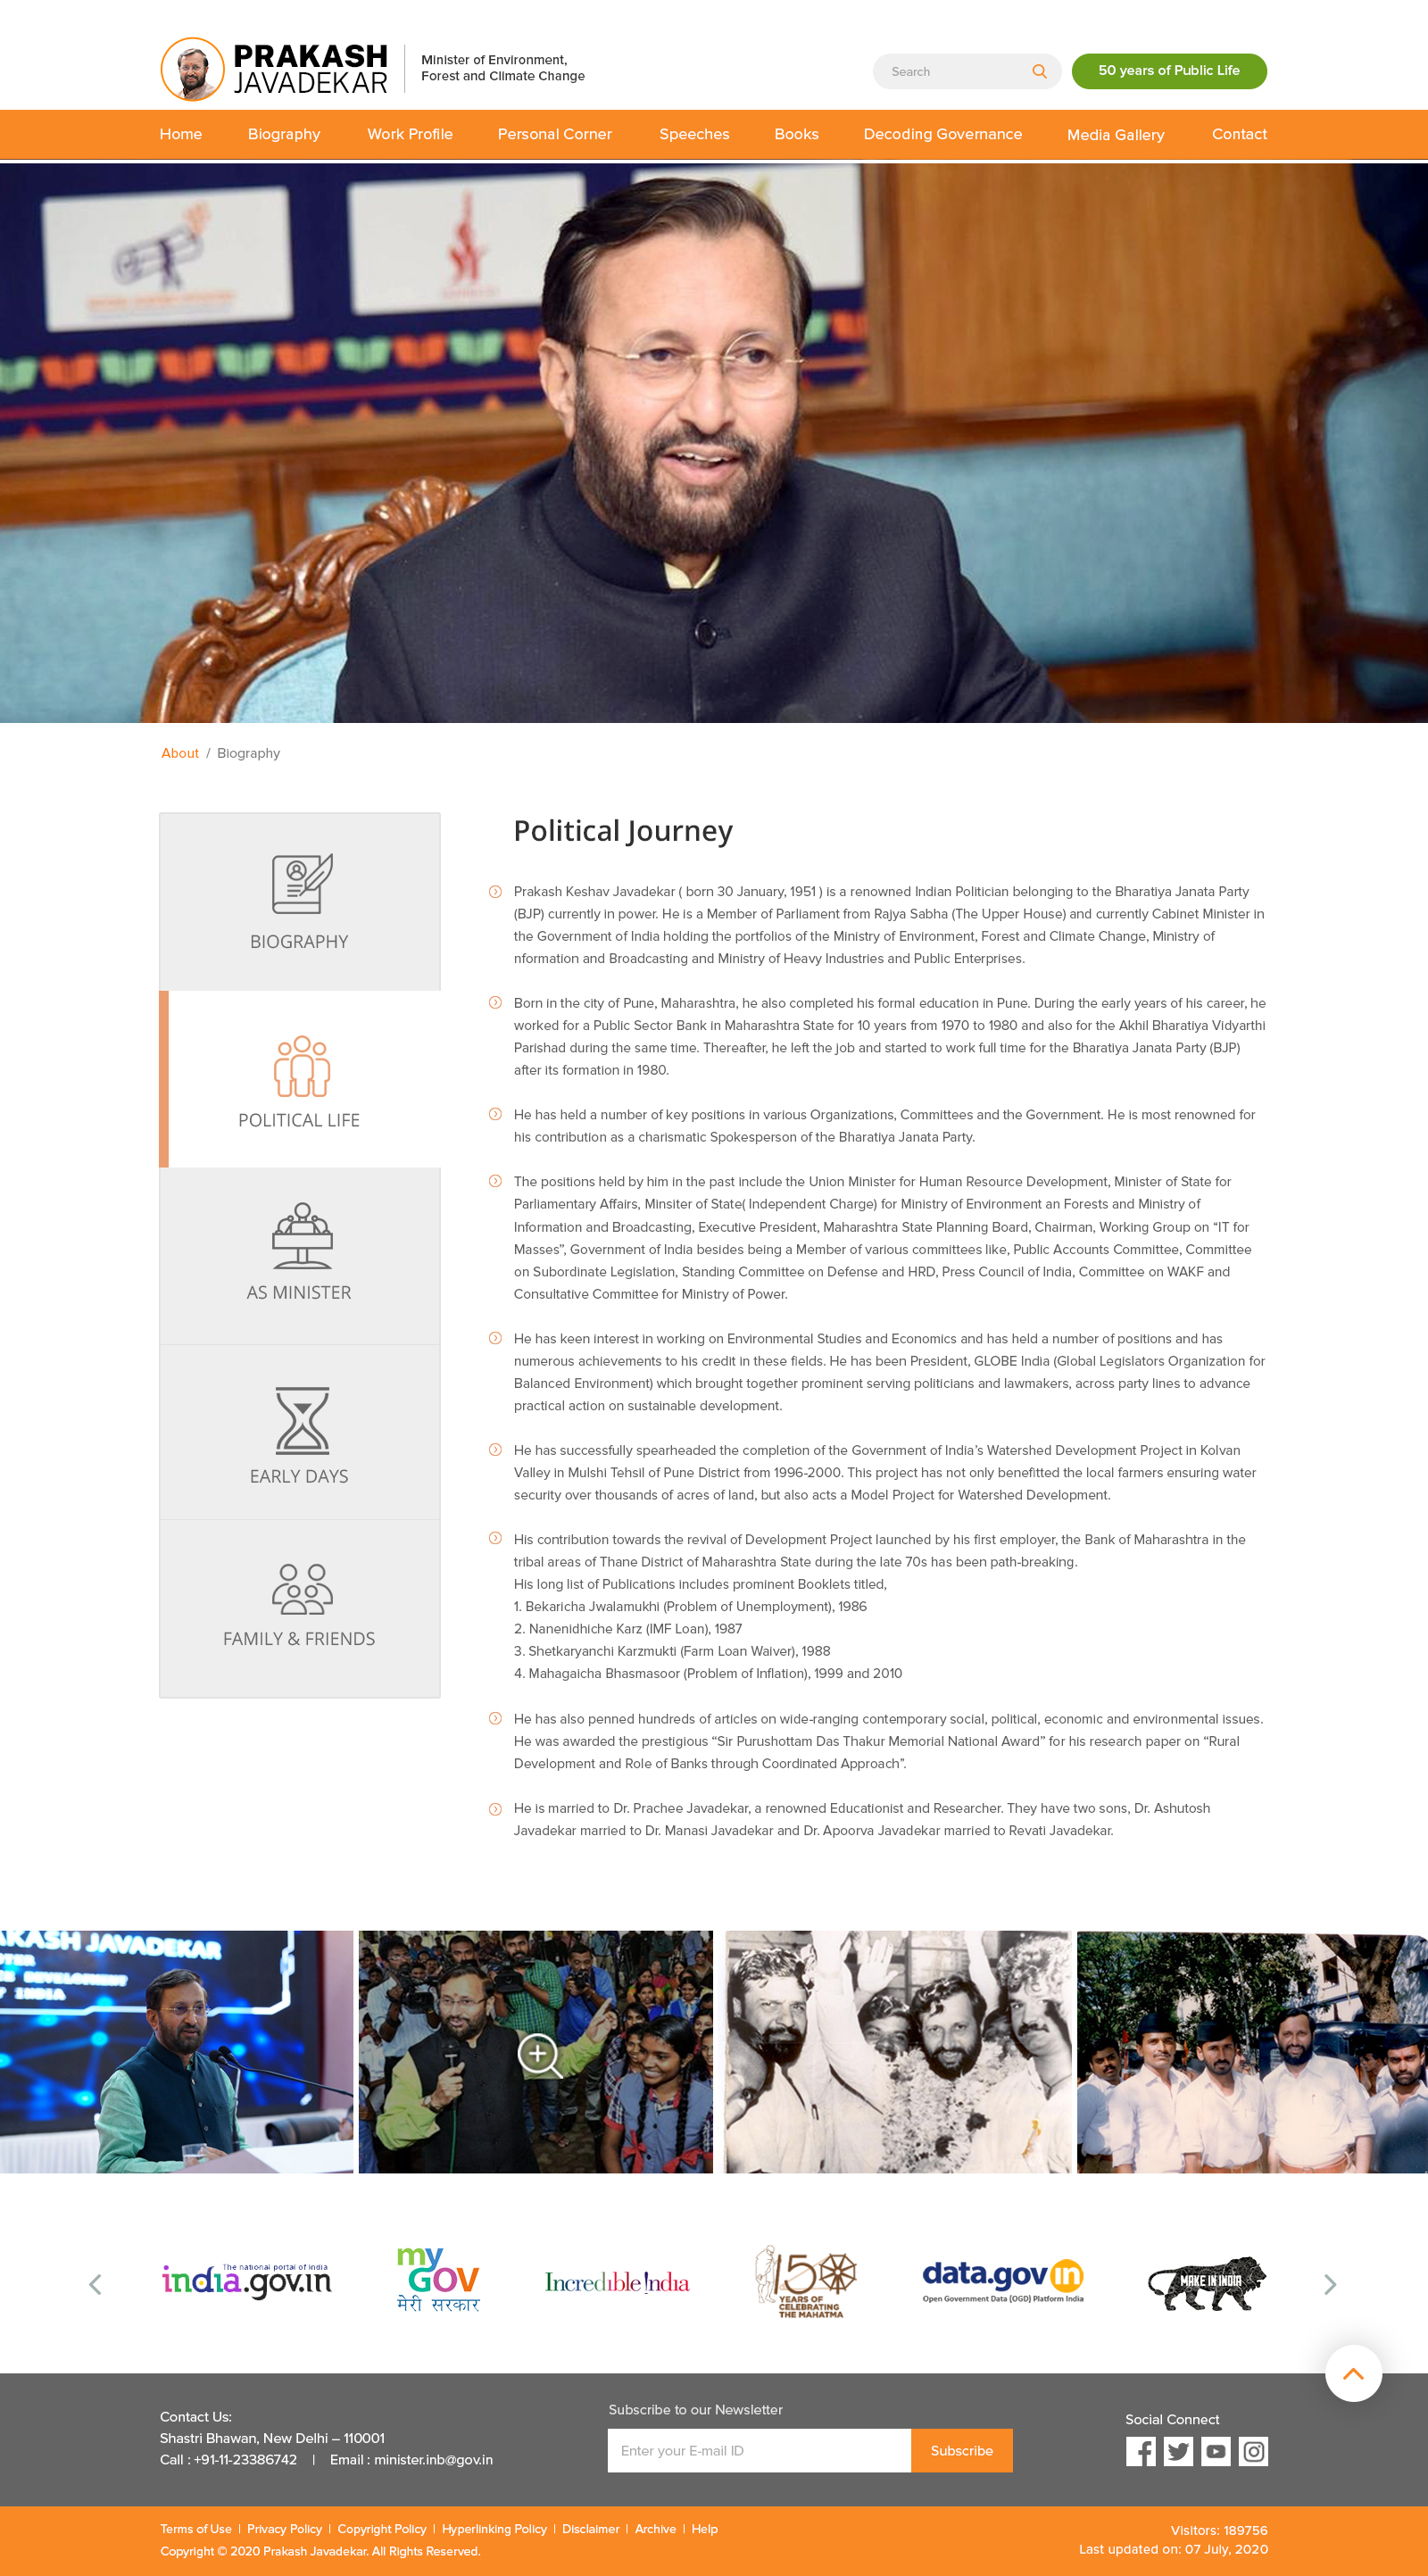 PRAKASH
JAVADEKAR
Minister of Environment,
Forest and Climate Change
Search
50 years of Public Life
Home Biography Work Profile Personal Corner Speeches Books Decoding Governance Media Gallery Contact
About / Biography
BIOGRAPHY
POLITICAL LIFE
AS MINISTER
EARLY DAYS
FAMILY & FRIENDS
Political Journey
Prakash Keshav Javadekar ( born 30 January, 1951 ) is a renowned Indian Politician belonging to the Bharatiya Janata Party
(BJP) currently in power. He is a Member of Parliament from Rajya Sabha (The Upper House) and currently Cabinet Minister in
the Government of India holding the portfolios of the Ministry of Environment, Forest and Climate Change, Ministry of
nformation and Broadcasting and Ministry of Heavy Industries and Public Enterprises.
Born in the city of Pune, Maharashtra, he also completed his formal education in Pune. During the early years of his career, he
worked for a Public Sector Bank in Maharashtra State for 10 years from 1970 to 1980 and also for the Akhil Bharatiya Vidyarthi
Parishad during the same time. Thereafter, he left the job and started to work full time for the Bharatiya Janata Party (BJP)
after its formation in 1980.
He has held a number of key positions in various Organizations, Committees and the Government. He is most renowned for
his contribution as a charismatic Spokesperson of the Bharatiya Janata Party.
The positions held by him in the past include the Union Minister for Human Resource Development, Minister of State for
Parliamentary Affairs, Minsiter of State( Independent Charge) for Ministry of Environment an Forests and Ministry of
Information and Broadcasting, Executive President, Maharashtra State Planning Board, Chairman, Working Group on “IT for
Masses”, Government of India besides being a Member of various committees like, Public Accounts Committee, Committee
on Subordinate Legislation, Standing Committee on Defense and HRD, Press Council of India, Committee on WAKF and
Consultative Committee for Ministry of Power.
He has keen interest in working on Environmental Studies and Economics and has held a number of positions and has
numerous achievements to his credit in these fields. He has been President, GLOBE India (Global Legislators Organization for
Balanced Environment) which brought together prominent serving politicians and lawmakers, across party lines to advance
practical action on sustainable development.
He has successfully spearheaded the completion of the Government of India’s Watershed Development Project in Kolvan
Valley in Mulshi Tehsil of Pune District from 1996-2000. This project has not only benefitted the local farmers ensuring water
security over thousands of acres of land, but also acts a Model Project for Watershed Development.
His contribution towards the revival of Development Project launched by his first employer, the Bank of Maharashtra in the
tribal areas of Thane District of Maharashtra State during the late 70s has been path-breaking.
His long list of Publications includes prominent Booklets titled,
1. Bekaricha Jwalamukhi (Problem of Unemployment), 1986
2. Nanenidhiche Karz (IMF Loan), 1987
3. Shetkaryanchi Karzmukti (Farm Loan Waiver), 1988
4. Mahagaicha Bhasmasoor (Problem of Inflation), 1999 and 2010
He has also penned hundreds of articles on wide-ranging contemporary social, political, economic and environmental issues.
He was awarded the prestigious “Sir Purushottam Das Thakur Memorial National Award” for his research paper on “Rural
Development and Role of Banks through Coordinated Approach”.
He is married to Dr. Prachee Javadekar, a renowned Educationist and Researcher. They have two sons, Dr. Ashutosh
Javadekar married to Dr. Manasi Javadekar and Dr. Apoorva Javadekar married to Revati Javadekar.
AKASH JAVADEKAR
DEVELOPMENT
INDIA
The national portal of india
india.gov.in
my
GOV
मेरी सरकार
Incredible !ndia
150
YEARS OF
CELEBRATING
THE MAHATMA
data.gov in
Open Government Data [OGD] Platform India
MAKE IN INDIA
Contact Us:
Shastri Bhawan, New Delhi – 110001
Call : +91-11-23386742 | Email : minister.inb@gov.in
Subscribe to our Newsletter
Enter your E-mail ID
Subscribe
Social Connect
Terms of Use | Privacy Policy | Copyright Policy | Hyperlinking Policy | Disclaimer | Archive | Help
Copyright © 2020 Prakash Javadekar. All Rights Reserved.
Visitors: 189756
Last updated on: 07 July, 2020